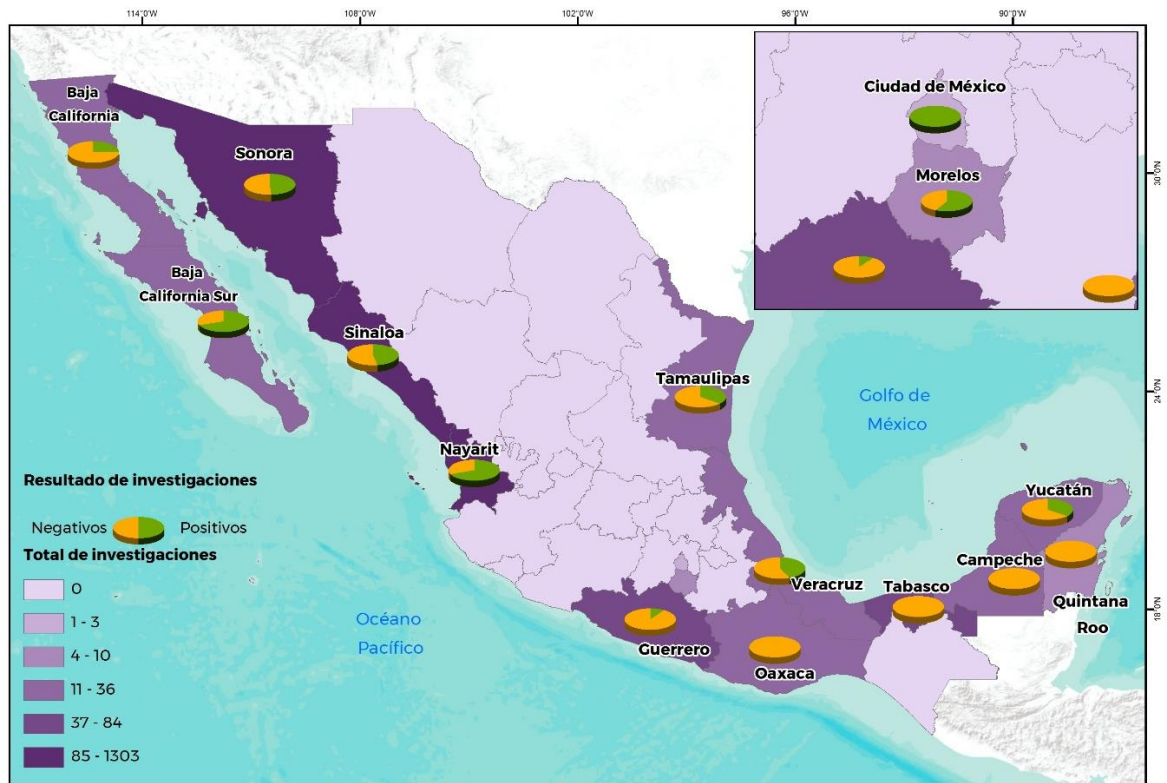 114°0'W
108°0'W
102°0'W
96°0'W
90°0'W
30°0'N
24°0'N
18°0'N
Baja
California
Sonora
Baja
California Sur
Sinaloa
Nayarit
Tamaulipas
Ciudad de México
Morelos
Golfo de
México
Yucatán
Campeche
Quintana
Roo
Tabasco
Veracruz
Oaxaca
Guerrero
Océano
Pacífico
Resultado de investigaciones
Negativos Positivos
Total de investigaciones
0
1 - 3
4 - 10
11 - 36
37 - 84
85 - 1303